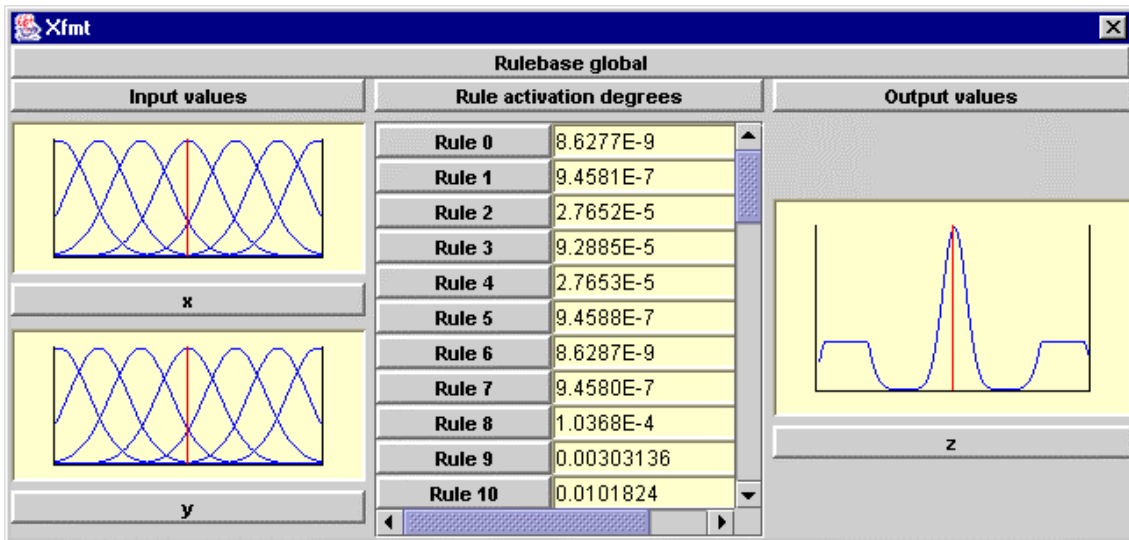 Xfmt
Rulebase global
Input values Rule activation degrees Output values
Rule 0 8.6277E-9
Rule 1 9.4581E-7
Rule 2 2.7652E-5
Rule 3 9.2885E-5
Rule 4 2.7653E-5
Rule 5 9.4588E-7
Rule 6 8.6287E-9
Rule 7 9.4580E-7
Rule 8 1.0368E-4
Rule 9 0.00303136
Rule 10 0.0101824
x
y
z